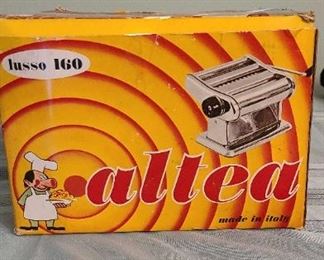 lusso 160
altea
made in italy